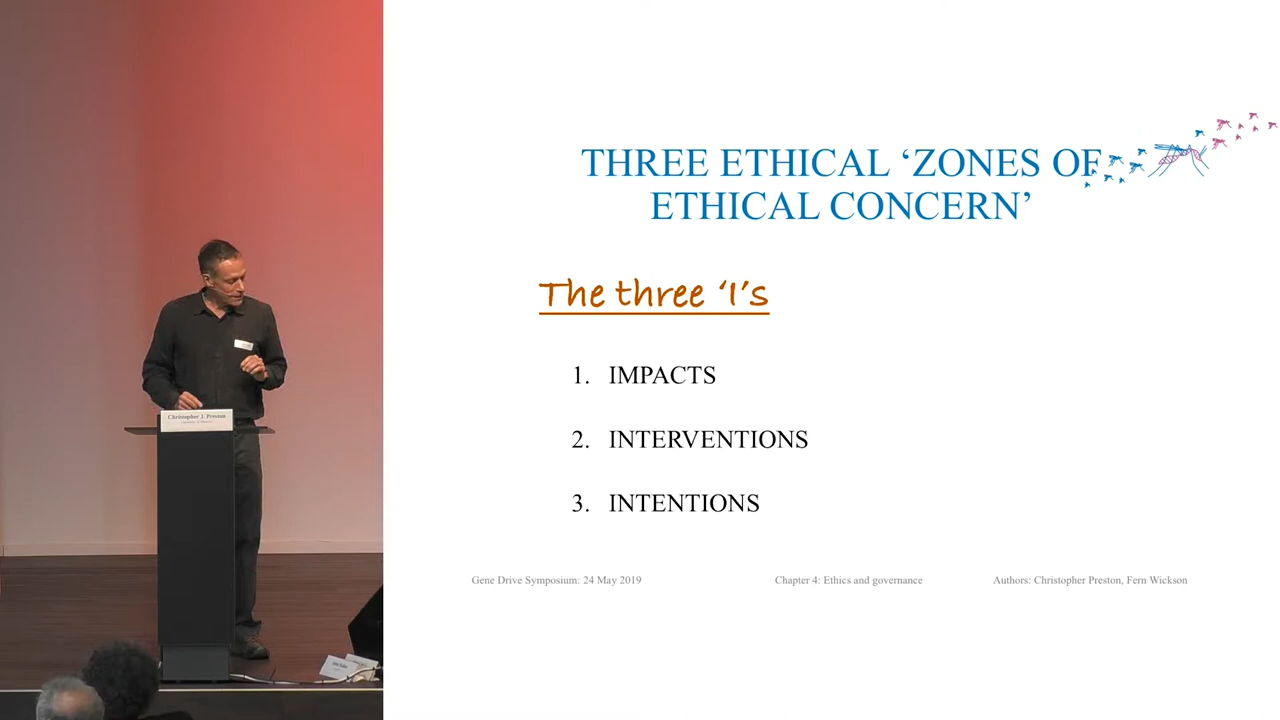 THREE ETHICAL ‘ZONES OF
ETHICAL CONCERN’
The three ‘I’s
1. IMPACTS
2. INTERVENTIONS
3. INTENTIONS
Gene Drive Symposium: 24 May 2019
Chapter 4: Ethics and governance
Authors: Christopher Preston, Fern Wickson
Christopher J. Preston